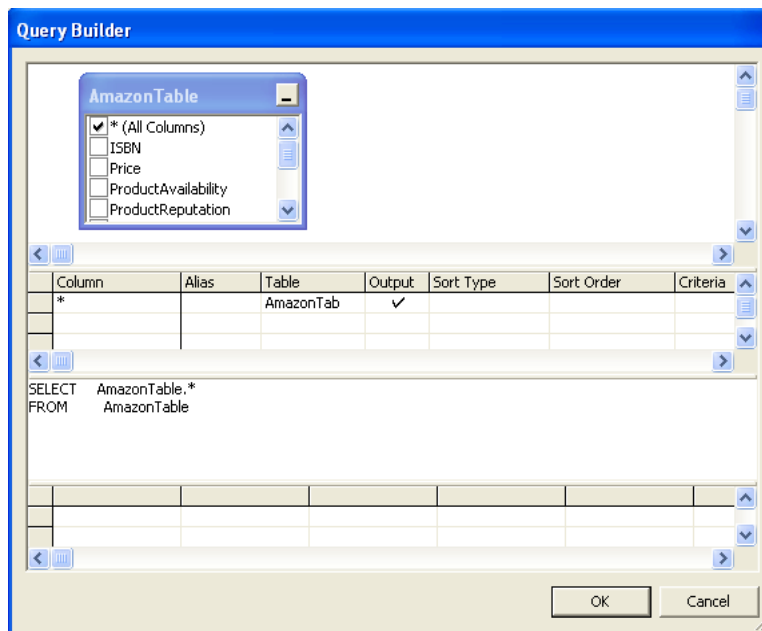 Query Builder
AmazonTable
* (All Columns)
ISBN
Price
ProductAvailability
ProductReputation
Column Alias Table Output Sort Type Sort Order Criteria
* AmazonTab
SELECT AmazonTable.*
FROM AmazonTable
OK Cancel